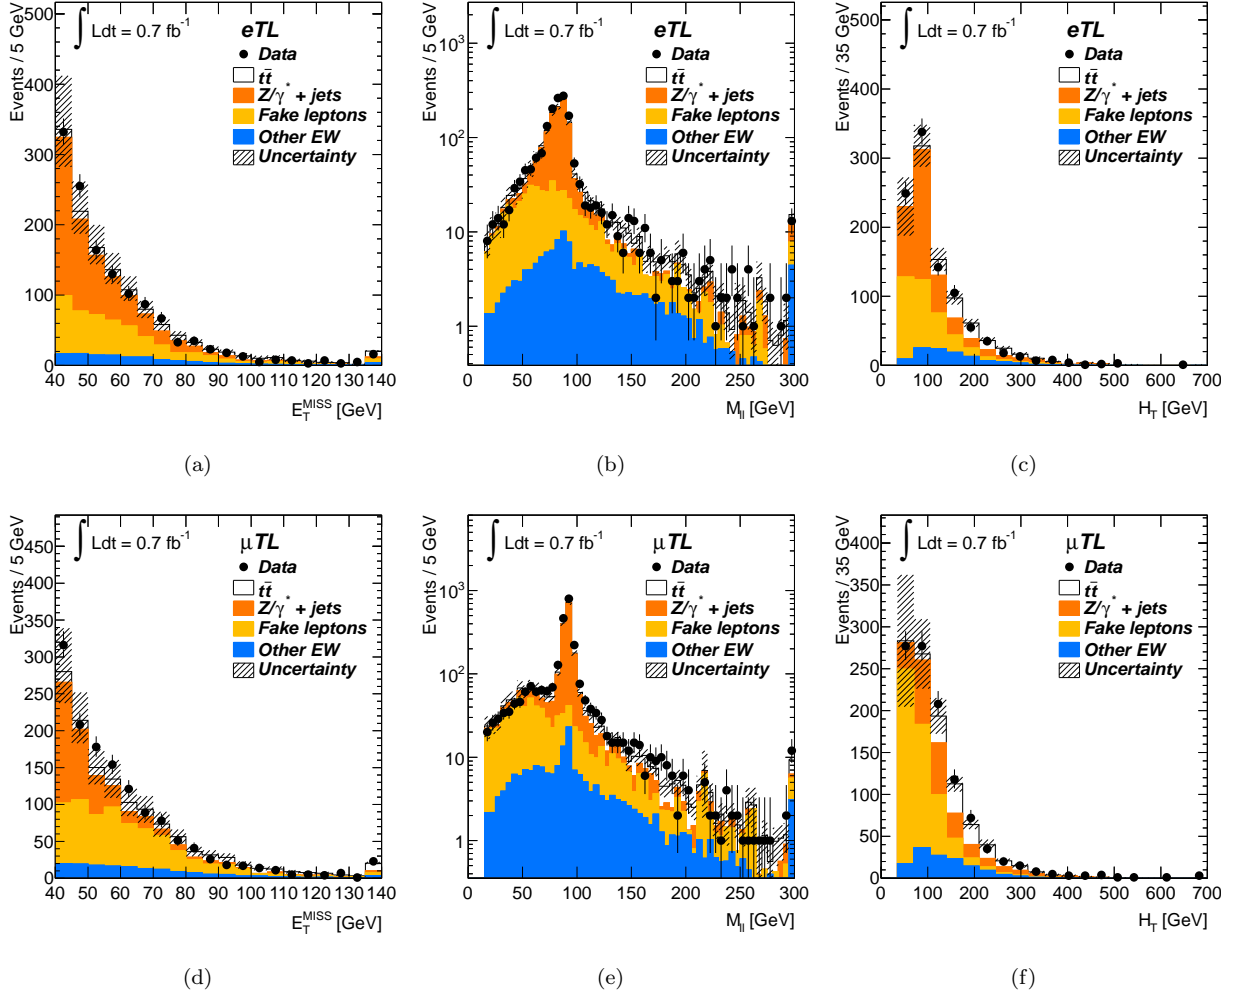 ∫ Ldt = 0.7 fb⁻¹
eTL
Data
tt̄
Z/γ* + jets
Fake leptons
Other EW
Uncertainty
Events / 5 GeV
500
400
300
200
100
0
40 50 60 70 80 90 100 110 120 130 140
E_T^MISS [GeV]
(a)
∫ Ldt = 0.7 fb⁻¹
eTL
Data
tt̄
Z/γ* + jets
Fake leptons
Other EW
Uncertainty
Events / 5 GeV
10³
10²
10
1
0 50 100 150 200 250 300
M_ll [GeV]
(b)
∫ Ldt = 0.7 fb⁻¹
eTL
Data
tt̄
Z/γ* + jets
Fake leptons
Other EW
Uncertainty
Events / 35 GeV
500
400
300
200
100
0
0 100 200 300 400 500 600 700
H_T [GeV]
(c)
∫ Ldt = 0.7 fb⁻¹
μTL
Data
tt̄
Z/γ* + jets
Fake leptons
Other EW
Uncertainty
Events / 5 GeV
450
400
350
300
250
200
150
100
50
0
40 50 60 70 80 90 100 110 120 130 140
E_T^MISS [GeV]
(d)
∫ Ldt = 0.7 fb⁻¹
μTL
Data
tt̄
Z/γ* + jets
Fake leptons
Other EW
Uncertainty
Events / 5 GeV
10³
10²
10
1
0 50 100 150 200 250 300
M_ll [GeV]
(e)
∫ Ldt = 0.7 fb⁻¹
μTL
Data
tt̄
Z/γ* + jets
Fake leptons
Other EW
Uncertainty
Events / 35 GeV
400
350
300
250
200
150
100
50
0
0 100 200 300 400 500 600 700
H_T [GeV]
(f)